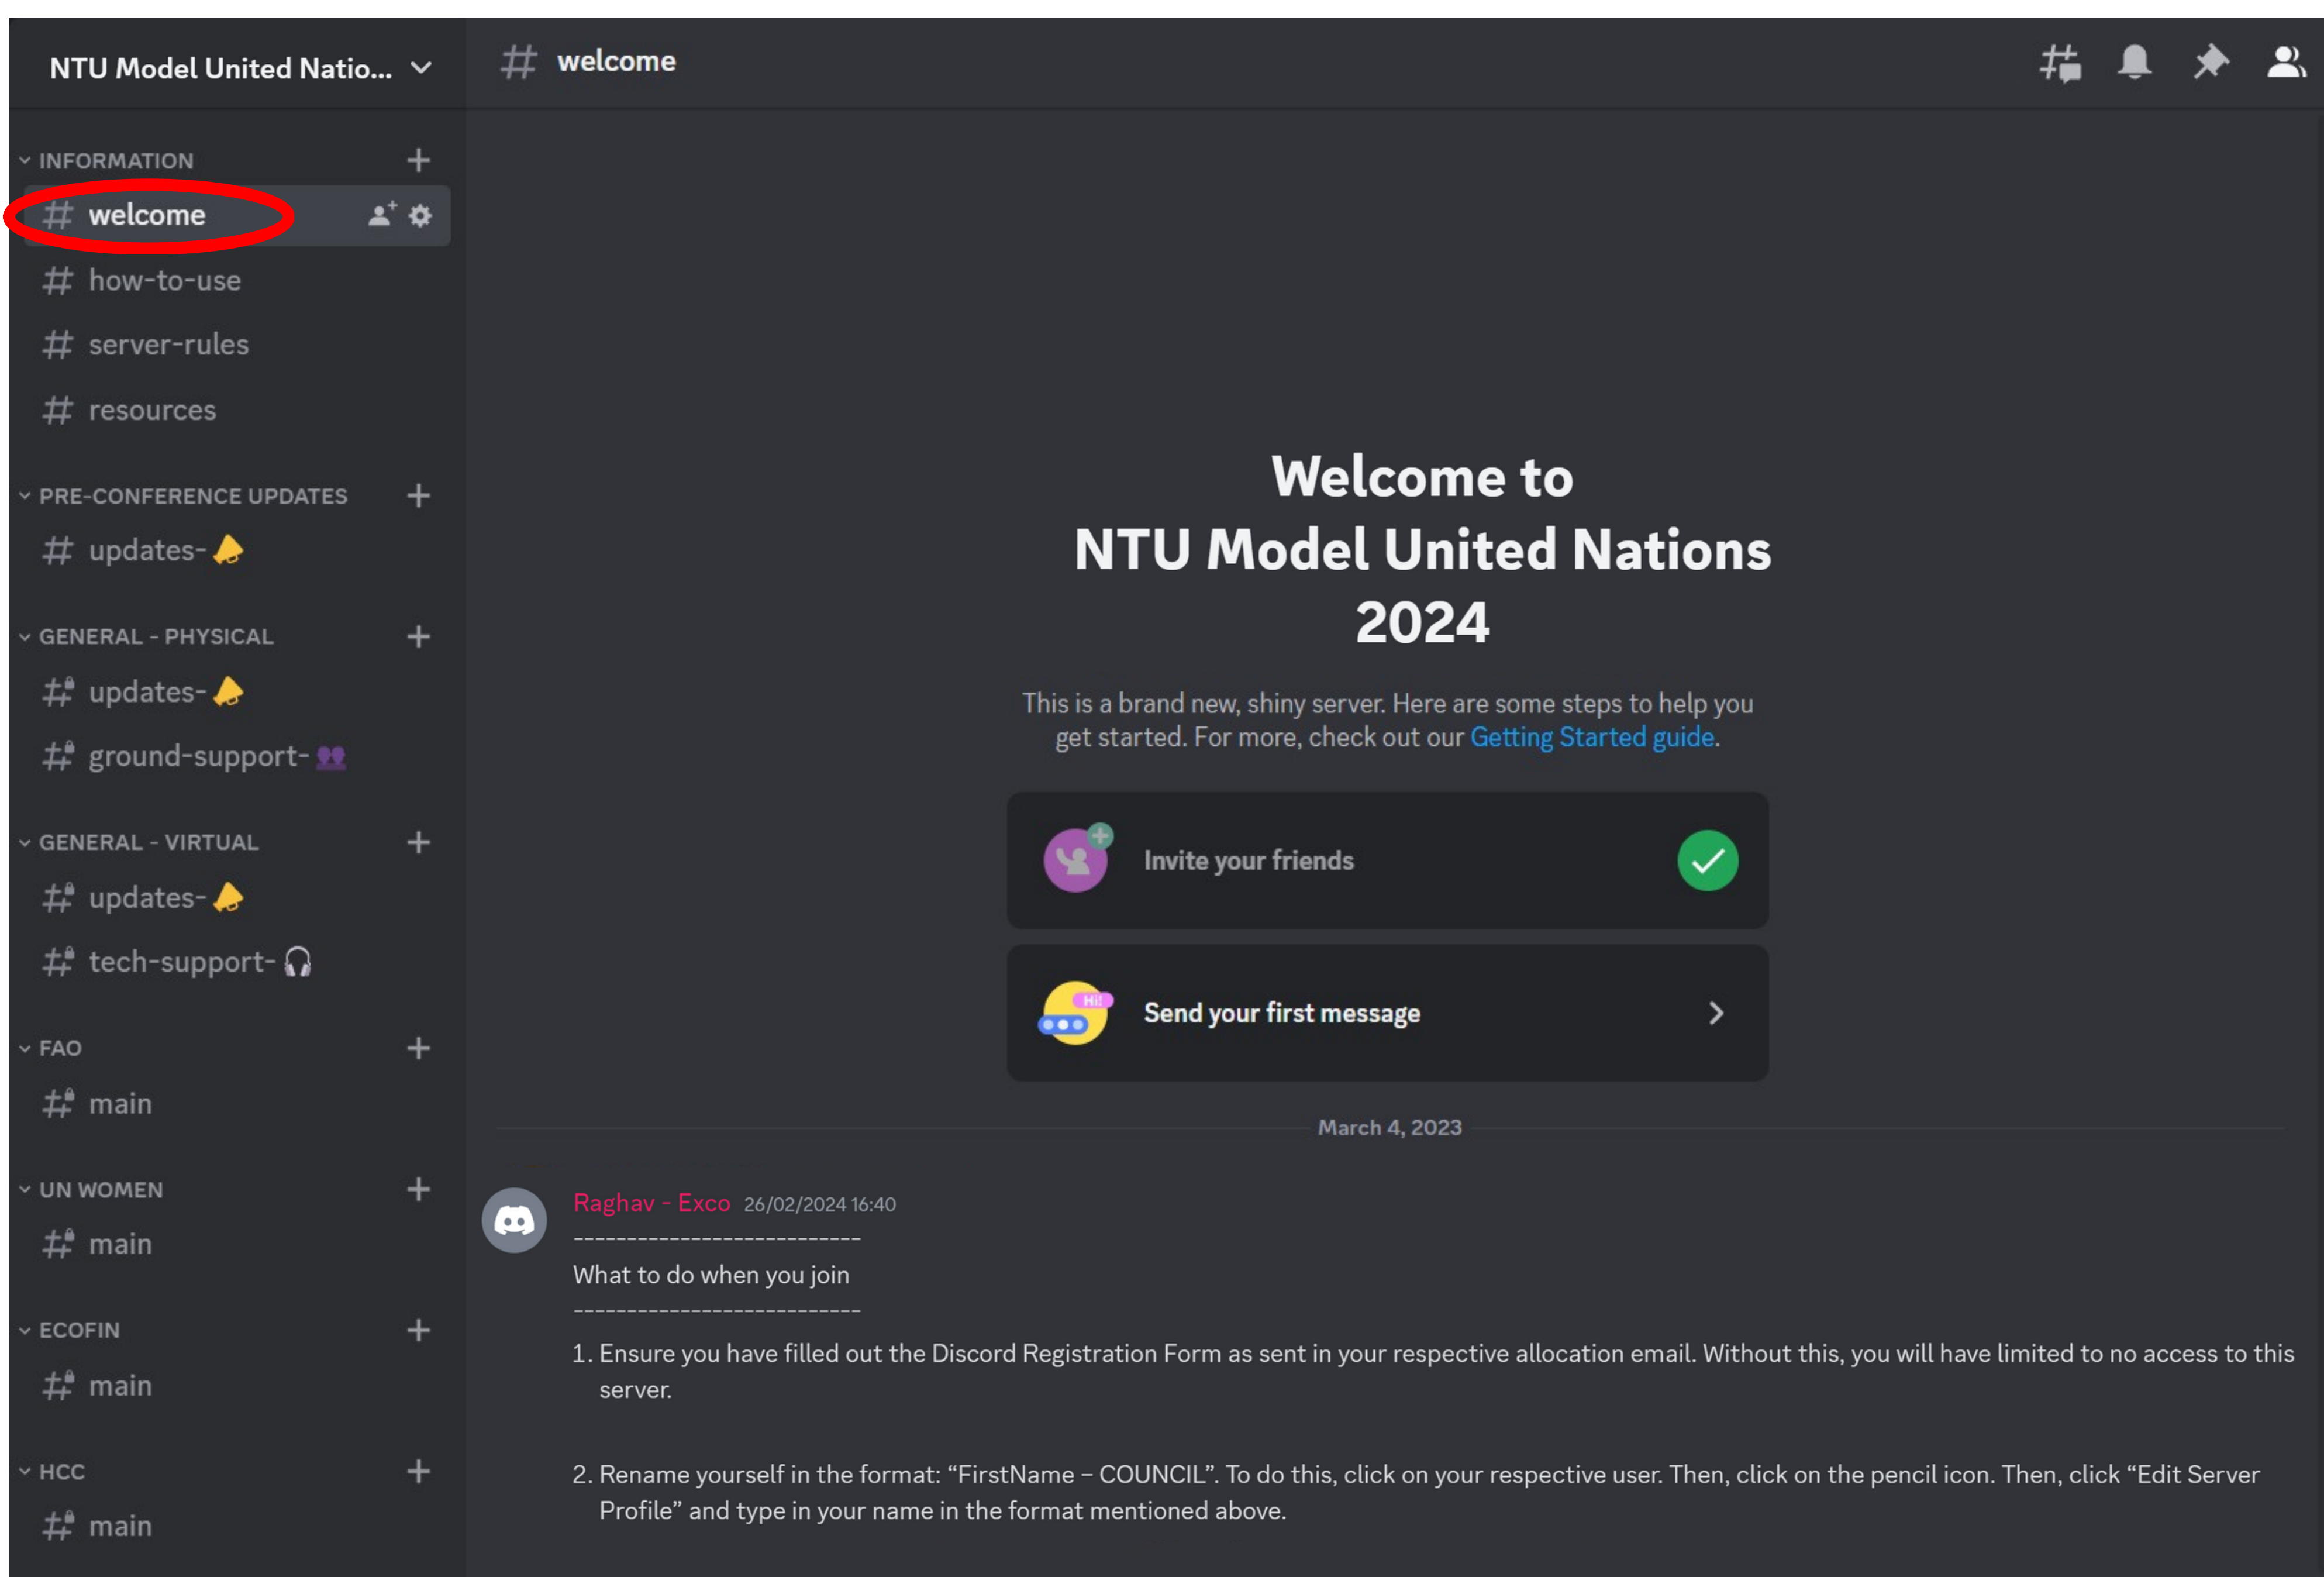 NTU Model United Natio...
INFORMATION
welcome
how-to-use
server-rules
resources
PRE-CONFERENCE UPDATES
updates-
GENERAL - PHYSICAL
updates-
ground-support-
GENERAL - VIRTUAL
updates-
tech-support-
FAO
main
UN WOMEN
main
ECOFIN
main
HCC
main
welcome
Welcome to
NTU Model United Nations
2024
This is a brand new, shiny server. Here are some steps to help you
get started. For more, check out our Getting Started guide.
Invite your friends
Hi!
Send your first message
March 4, 2023
Raghav - Exco 26/02/2024 16:40
---------------------------
What to do when you join
---------------------------
1. Ensure you have filled out the Discord Registration Form as sent in your respective allocation email. Without this, you will have limited to no access to this
server.
2. Rename yourself in the format: “FirstName – COUNCIL”. To do this, click on your respective user. Then, click on the pencil icon. Then, click “Edit Server
Profile” and type in your name in the format mentioned above.